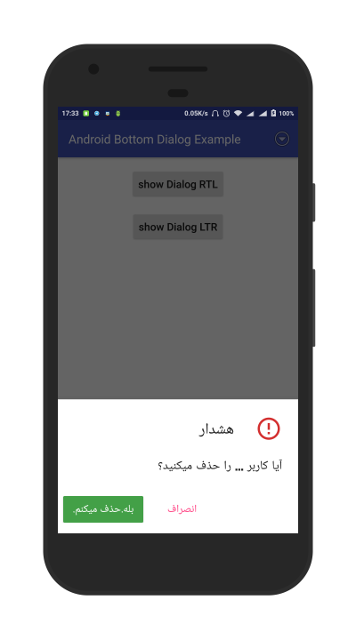 17:33
0.05K/s
100%
Android Bottom Dialog Example
show Dialog RTL
show Dialog LTR
هشدار
آیا کاربر ... را حذف میکنید؟
انصراف
بله.حذف میکنم.